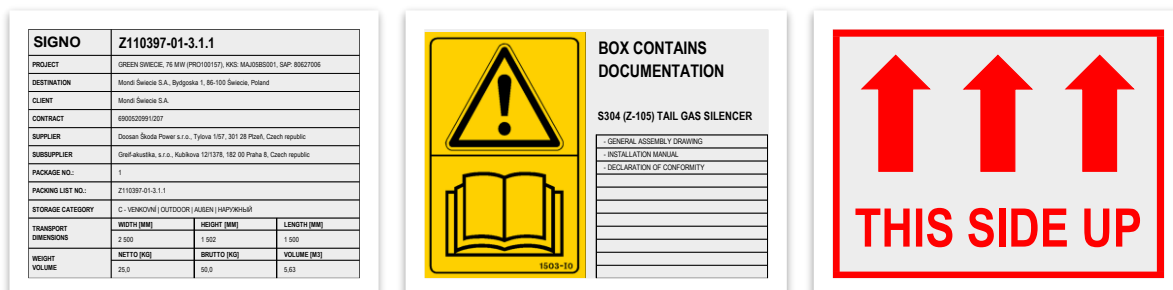 SIGNO Z110397-01-3.1.1
PROJECT GREEN SWIECIE, 76 MW (PRO100157), KKS: MAJ05BS001, SAP: 80627006
DESTINATION Mondi Świecie S.A., Bydgoska 1, 86-100 Świecie, Poland
CLIENT Mondi Świecie S.A.
CONTRACT 6900520991/207
SUPPLIER Doosan Škoda Power s.r.o., Tylova 1/57, 301 28 Plzeň, Czech republic
SUBSUPPLIER Greif-akustika, s.r.o., Kubíkova 12/1378, 182 00 Praha 8, Czech republic
PACKAGE NO.: 1
PACKING LIST NO.: Z110397-01-3.1.1
STORAGE CATEGORY C - VENKOVNÍ | OUTDOOR | AUßEN | НАРУЖНЫЙ
TRANSPORT DIMENSIONS
WIDTH [MM] HEIGHT [MM] LENGTH [MM]
2 500 1 502 1 500
WEIGHT VOLUME
NETTO [KG] BRUTTO [KG] VOLUME [M3]
25,0 50,0 5,63
BOX CONTAINS
DOCUMENTATION
S304 (Z-105) TAIL GAS SILENCER
- GENERAL ASSEMBLY DRAWING
- INSTALLATION MANUAL
- DECLARATION OF CONFORMITY
1503-10
THIS SIDE UP